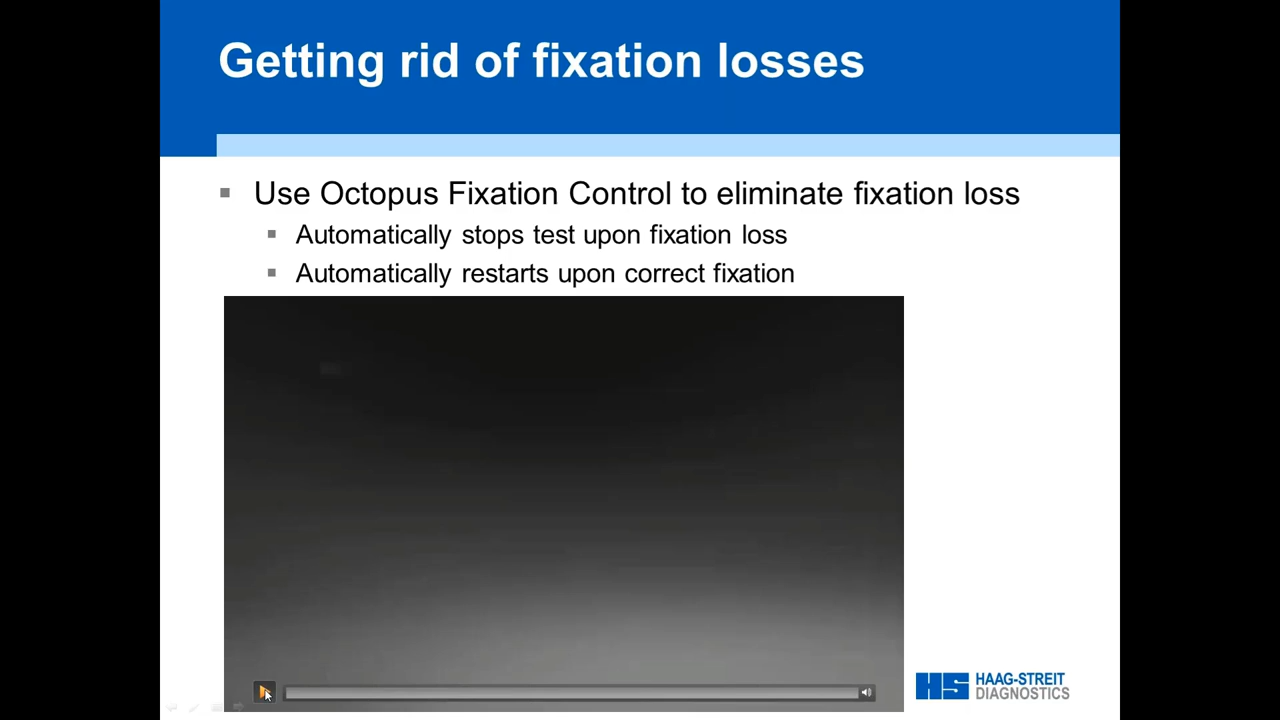 Getting rid of fixation losses
Use Octopus Fixation Control to eliminate fixation loss
Automatically stops test upon fixation loss
Automatically restarts upon correct fixation
HS HAAG-STREIT
DIAGNOSTICS